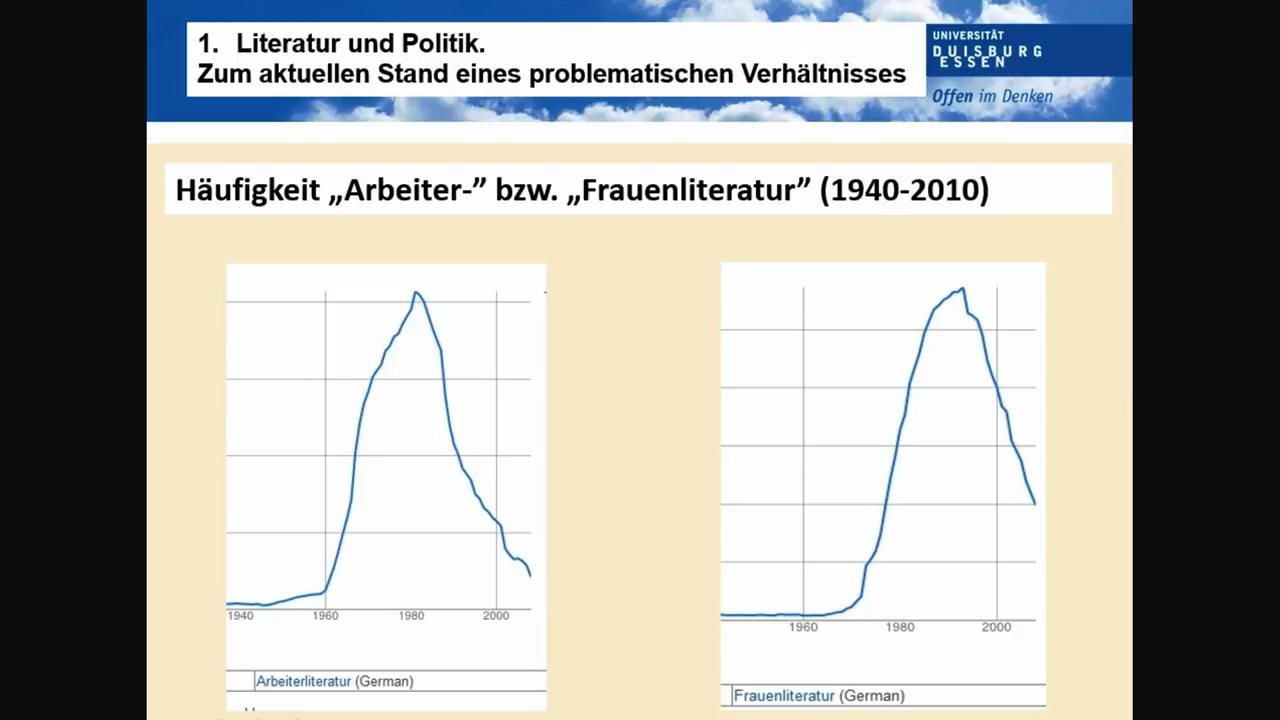 1. Literatur und Politik.
Zum aktuellen Stand eines problematischen Verhältnisses
UNIVERSITÄT
DUISBURG
ESSEN
Offen im Denken
Häufigkeit „Arbeiter-” bzw. „Frauenliteratur” (1940-2010)
1940 1960 1980 2000
Arbeiterliteratur (German)
1960 1980 2000
Frauenliteratur (German)